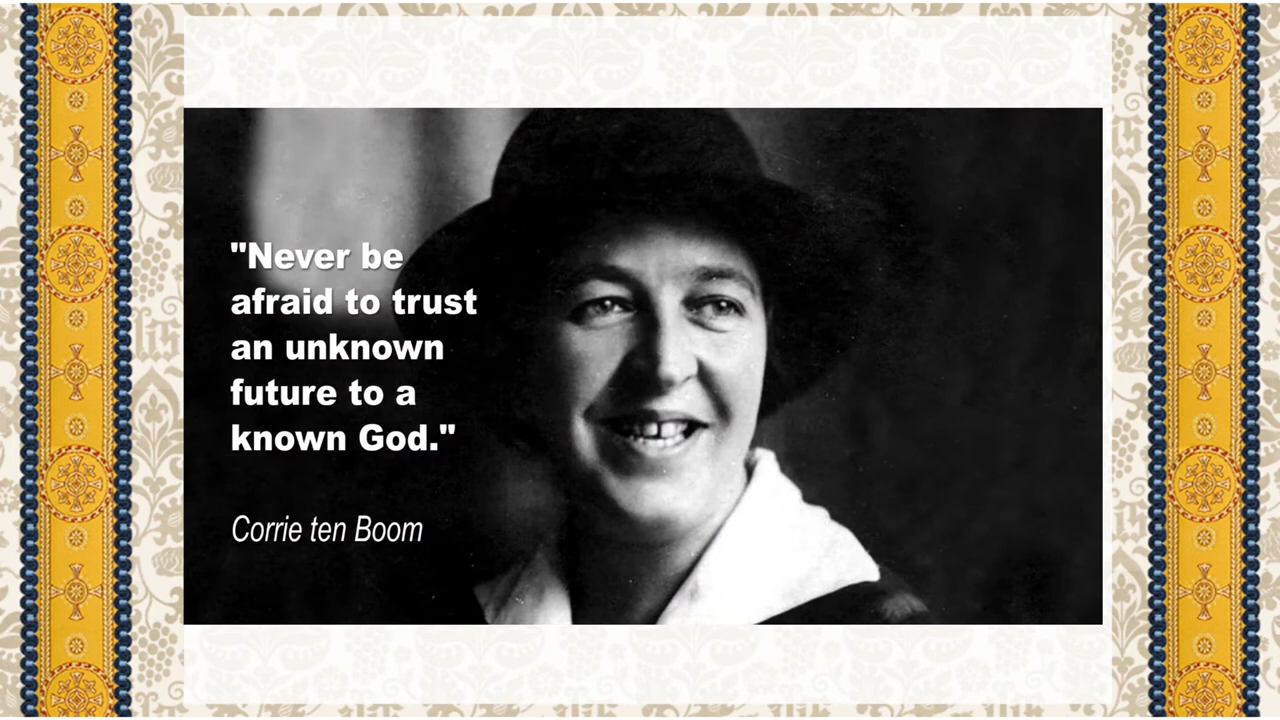 "Never be
afraid to trust
an unknown
future to a
known God."
Corrie ten Boom